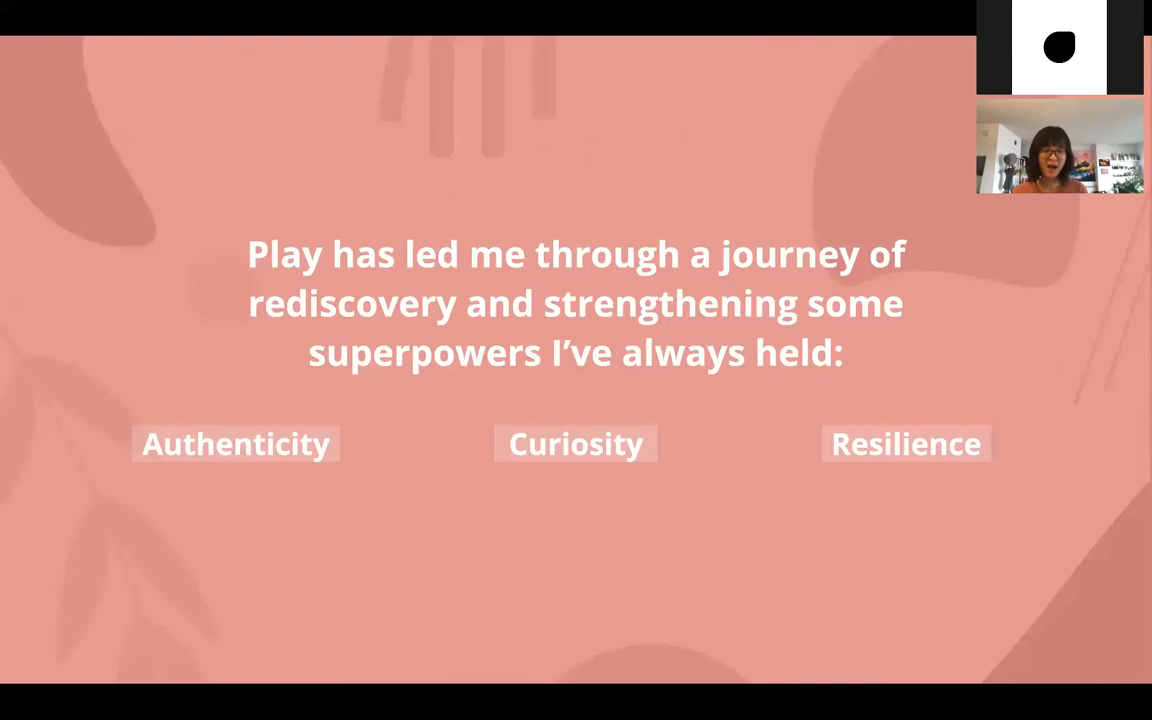 Play has led me through a journey of
rediscovery and strengthening some
superpowers I’ve always held:
Authenticity
Curiosity
Resilience